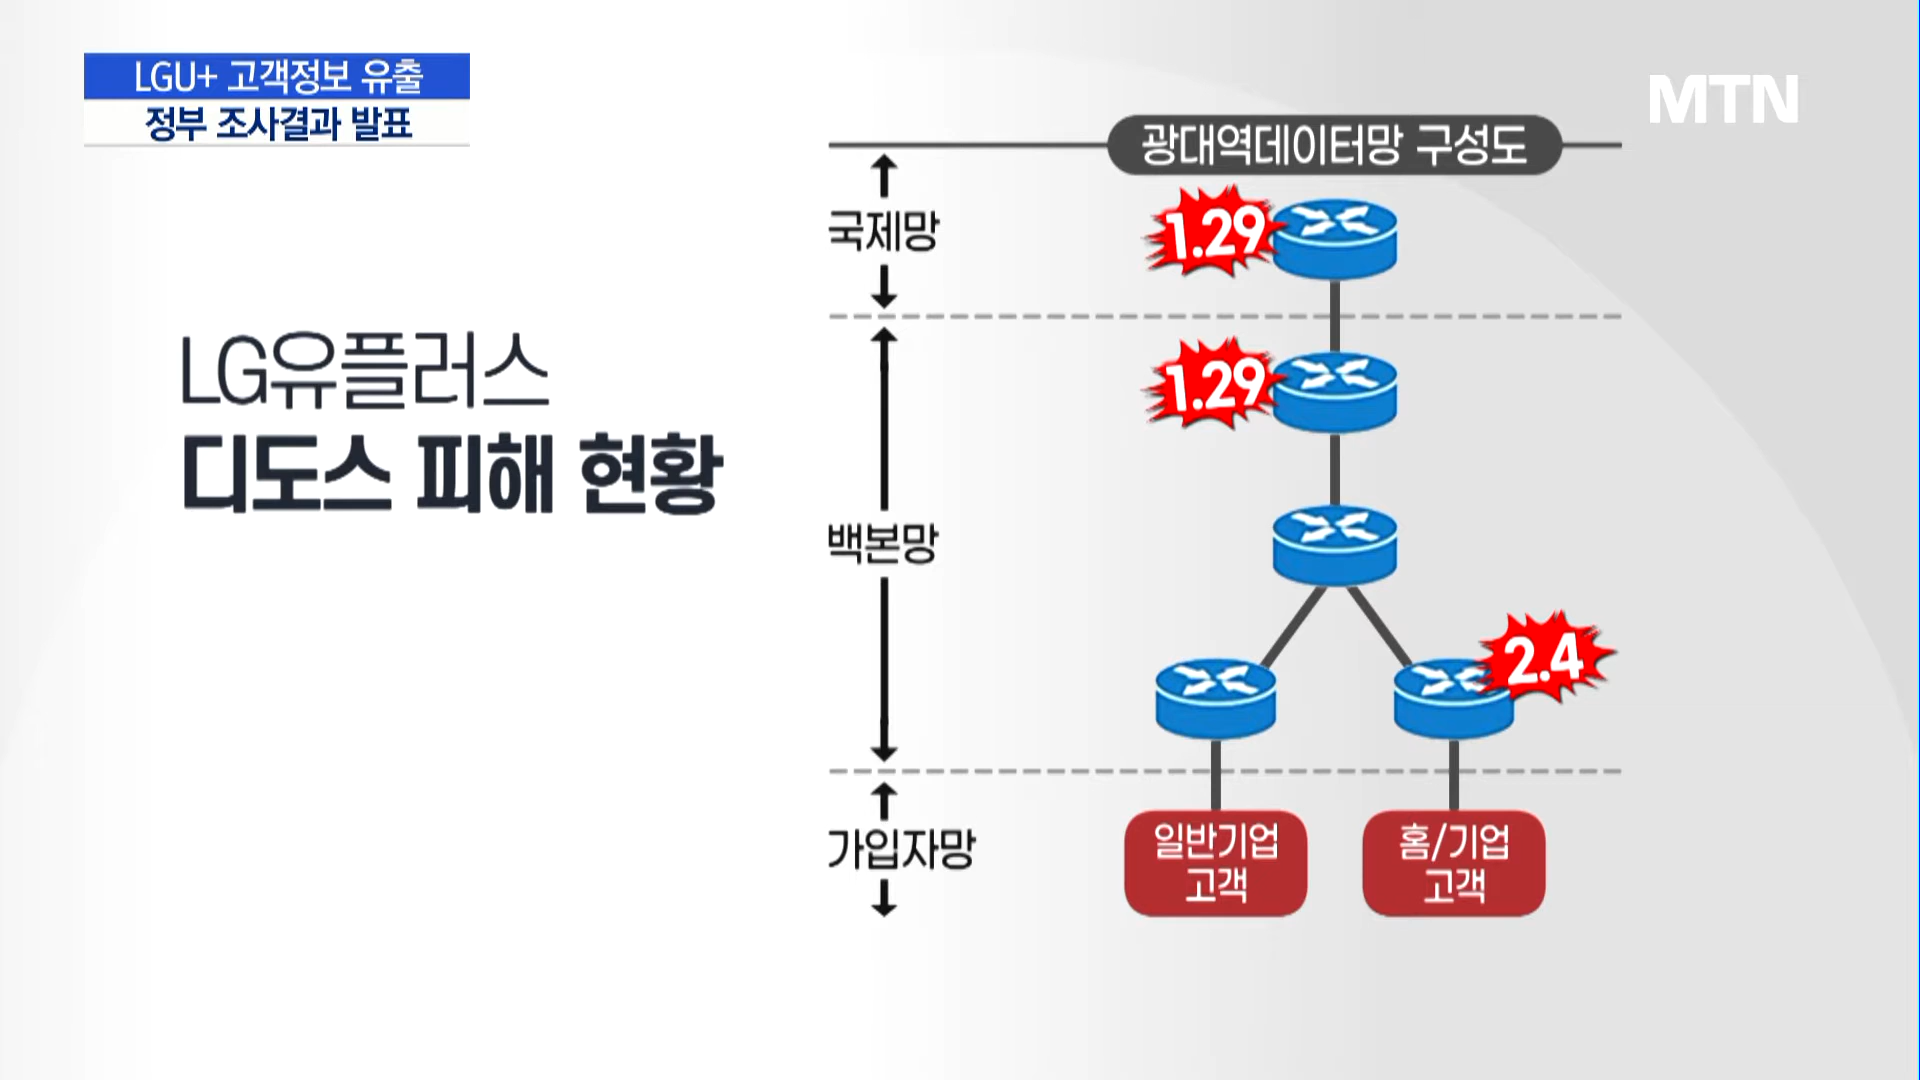 LGU+ 고객정보 유출
정부 조사결과 발표
MTN
광대역데이터망 구성도
국제망
1.29
LG유플러스
디도스 피해 현황
1.29
백본망
2.4
가입자망
일반기업
고객
홈/기업
고객